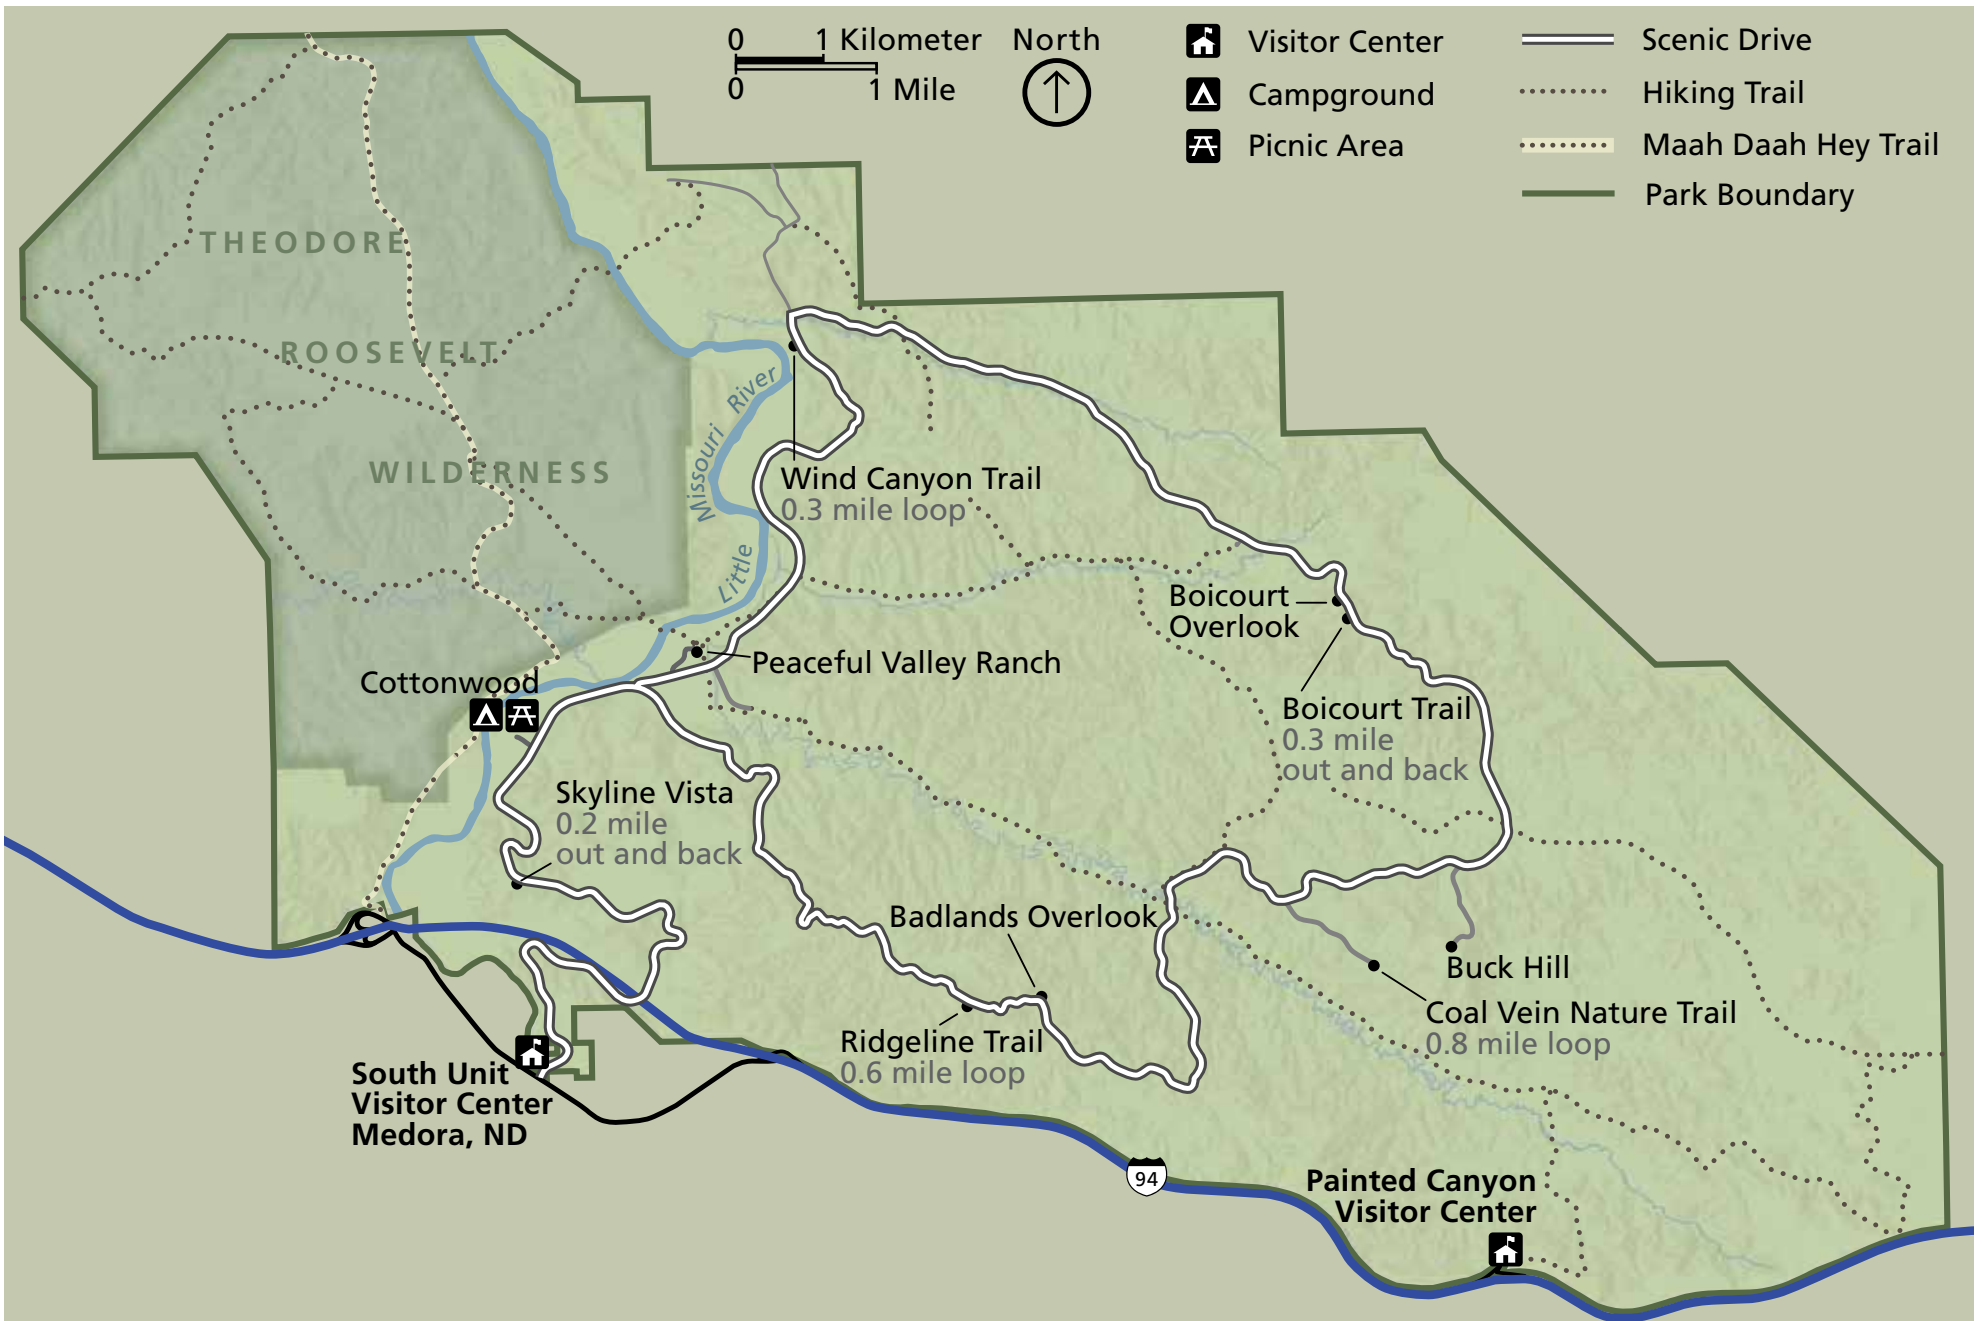 0 1 Kilometer
0 1 Mile
North
Visitor Center
Campground
Picnic Area
Scenic Drive
Hiking Trail
Maah Daah Hey Trail
Park Boundary
THEODORE
ROOSEVELT
WILDERNESS
Little Missouri River
Wind Canyon Trail
0.3 mile loop
Boicourt
Overlook
Peaceful Valley Ranch
Cottonwood
Boicourt Trail
0.3 mile
out and back
Skyline Vista
0.2 mile
out and back
Badlands Overlook
Buck Hill
Coal Vein Nature Trail
0.8 mile loop
Ridgeline Trail
0.6 mile loop
South Unit
Visitor Center
Medora, ND
94
Painted Canyon
Visitor Center